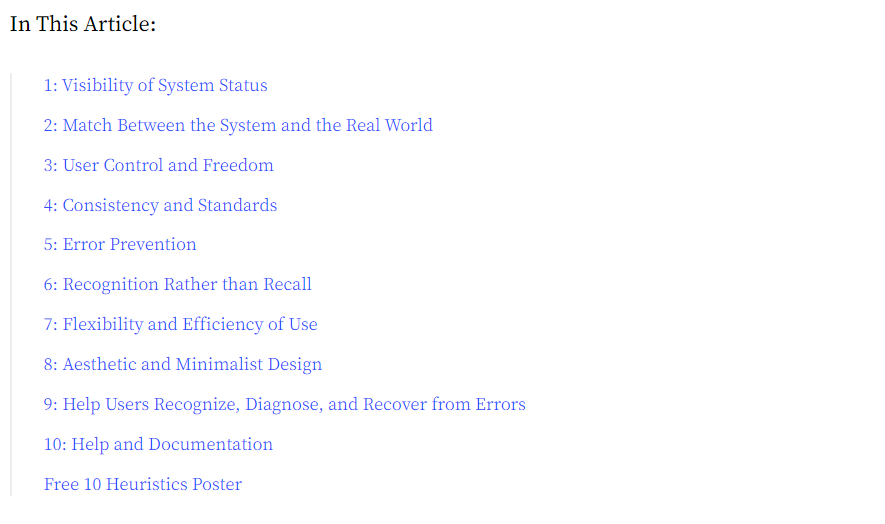 In This Article:
1: Visibility of System Status
2: Match Between the System and the Real World
3: User Control and Freedom
4: Consistency and Standards
5: Error Prevention
6: Recognition Rather than Recall
7: Flexibility and Efficiency of Use
8: Aesthetic and Minimalist Design
9: Help Users Recognize, Diagnose, and Recover from Errors
10: Help and Documentation
Free 10 Heuristics Poster